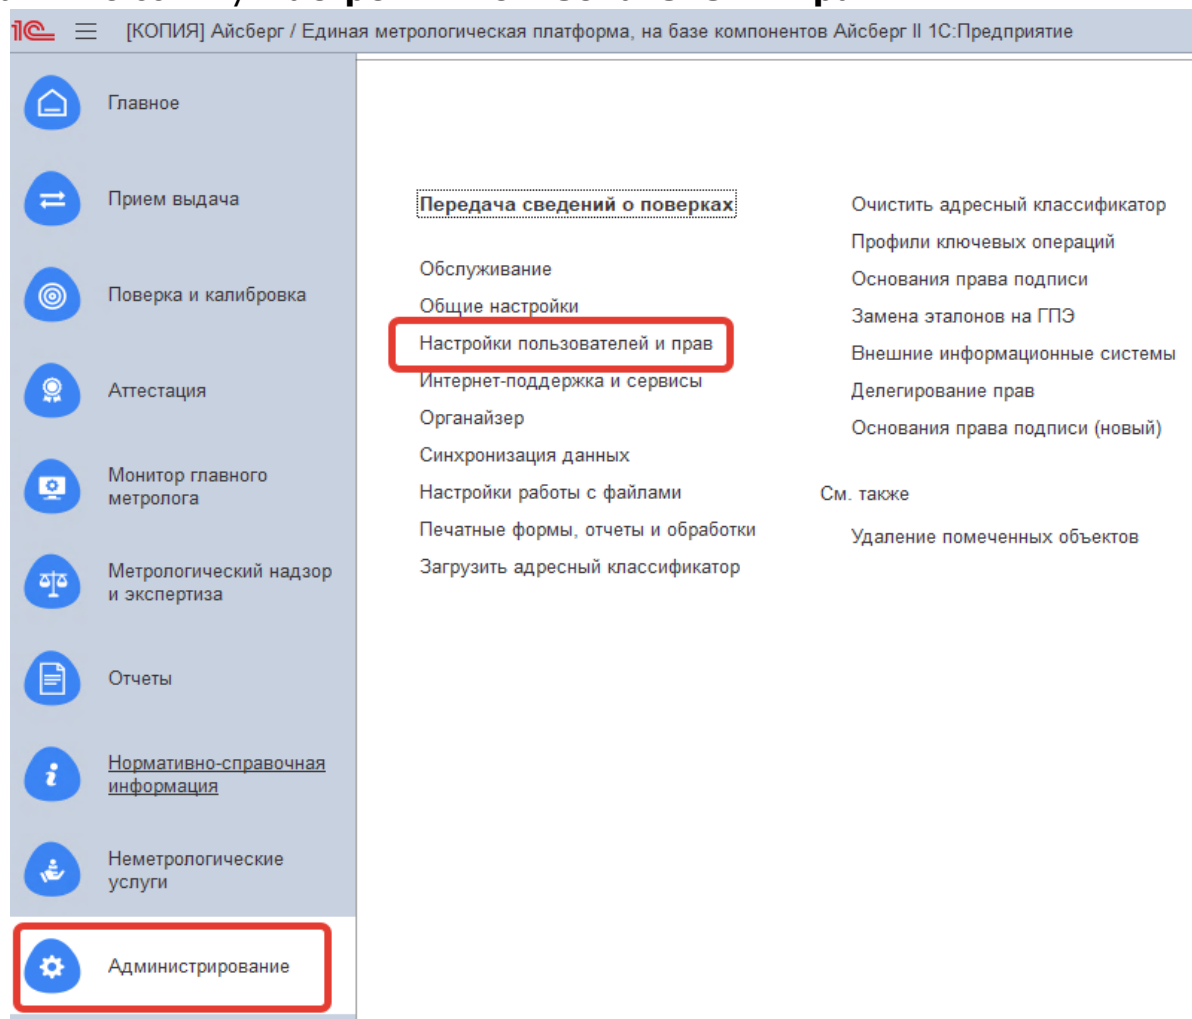 1С [КОПИЯ] Айсберг / Единая метрологическая платформа, на базе компонентов Айсберг II 1С:Предприятие
Главное
Прием выдача
Поверка и калибровка
Аттестация
Монитор главного
метролога
Метрологический надзор
и экспертиза
Отчеты
Нормативно-справочная
информация
Неметрологические
услуги
Администрирование
Передача сведений о поверках
Обслуживание
Общие настройки
Настройки пользователей и прав
Интернет-поддержка и сервисы
Органайзер
Синхронизация данных
Настройки работы с файлами
Печатные формы, отчеты и обработки
Загрузить адресный классификатор
Очистить адресный классификатор
Профили ключевых операций
Основания права подписи
Замена эталонов на ГПЭ
Внешние информационные системы
Делегирование прав
Основания права подписи (новый)
См. также
Удаление помеченных объектов